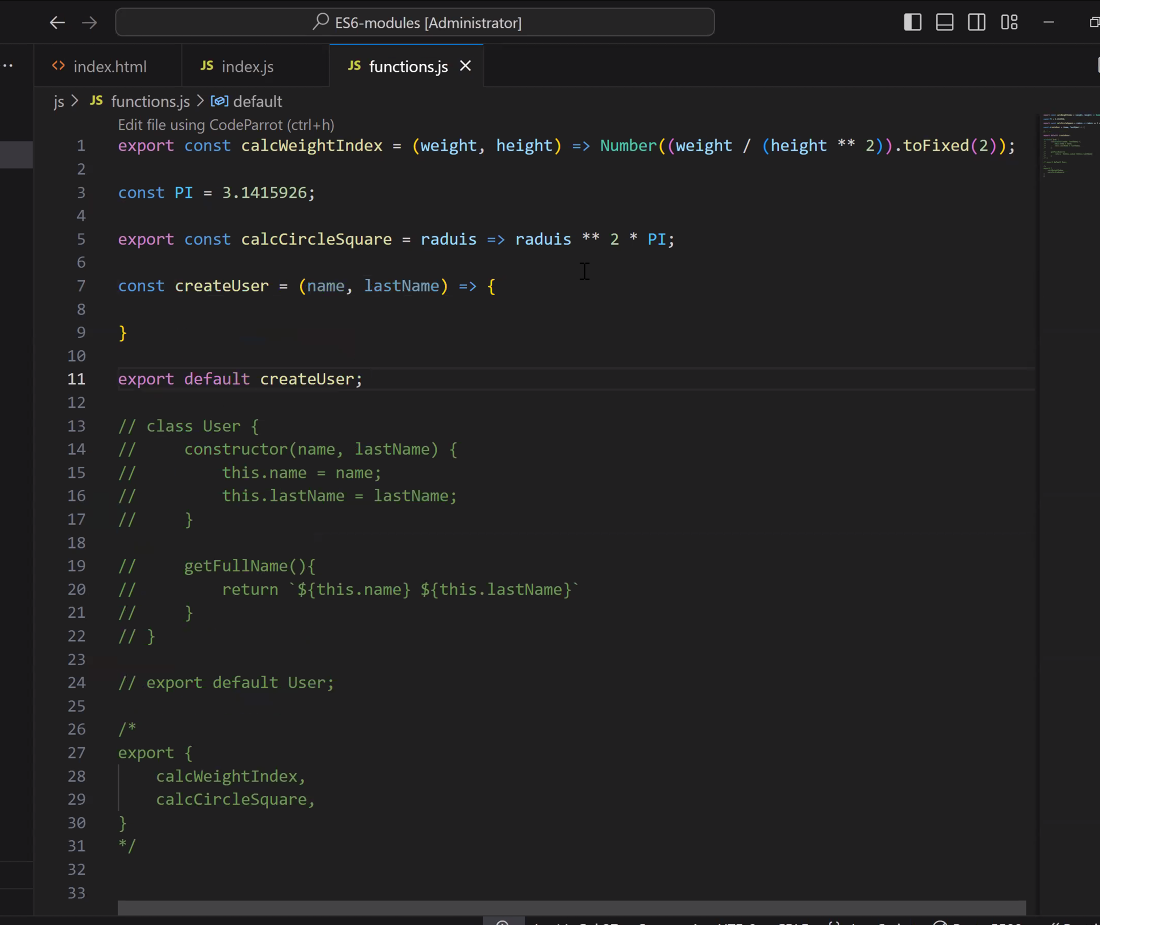 ES6-modules [Administrator]
index.html
JS index.js
JS functions.js
js > JS functions.js > default
Edit file using CodeParrot (ctrl+h)
1 export const calcWeightIndex = (weight, height) => Number((weight / (height ** 2)).toFixed(2));
2
3 const PI = 3.1415926;
4
5 export const calcCircleSquare = raduis => raduis ** 2 * PI;
6
7 const createUser = (name, lastName) => {
8
9 }
10
11 export default createUser;
12
13 // class User {
14 //     constructor(name, lastName) {
15 //         this.name = name;
16 //         this.lastName = lastName;
17 //     }
18
19 //     getFullName(){
20 //         return `${this.name} ${this.lastName}`
21 //     }
22 // }
23
24 // export default User;
25
26 /*
27 export {
28     calcWeightIndex,
29     calcCircleSquare,
30 }
31 */
32
33